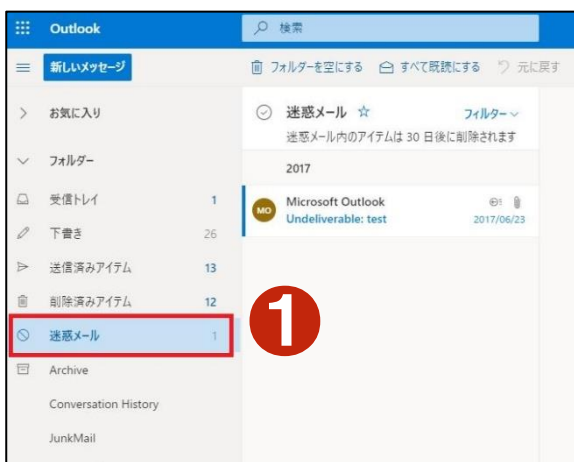 Outlook
検索
新しいメッセージ
フォルダーを空にする すべて既読にする 元に戻す
お気に入り
フォルダー
受信トレイ 1
下書き 26
送信済みアイテム 13
削除済みアイテム 12
迷惑メール 1
Archive
Conversation History
JunkMail
迷惑メール フィルター
迷惑メール内のアイテムは 30 日後に削除されます
2017
MO
Microsoft Outlook
Undeliverable: test 2017/06/23
1